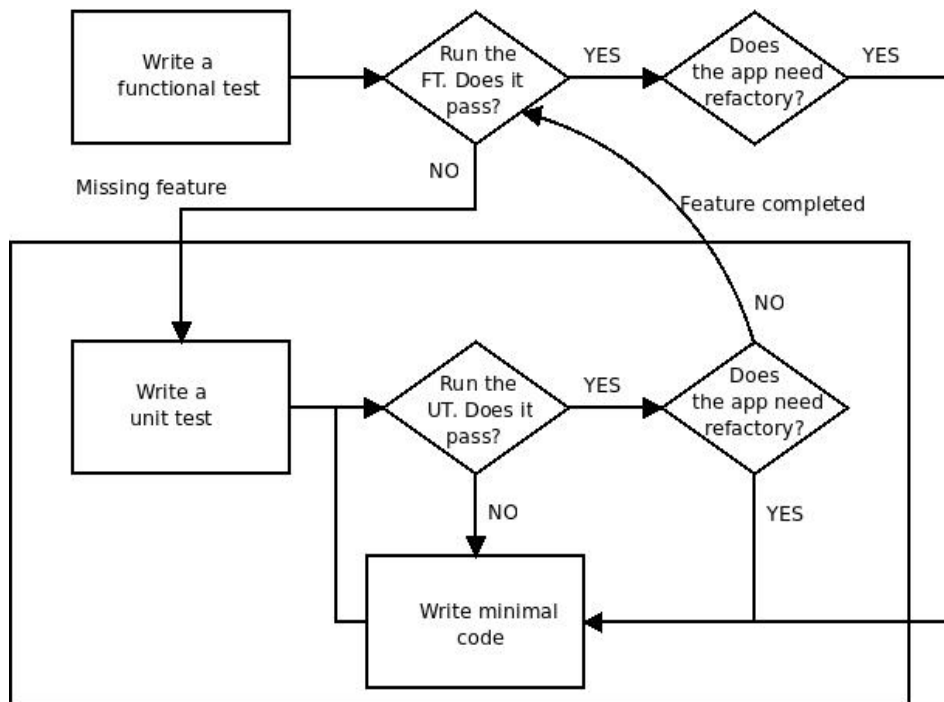 Write a
functional test
Run the
FT. Does it
pass?
YES
Does
the app need
refactory?
YES
NO
Missing feature
Feature completed
NO
Write a
unit test
Run the
UT. Does it
pass?
YES
Does
the app need
refactory?
NO
YES
Write minimal
code